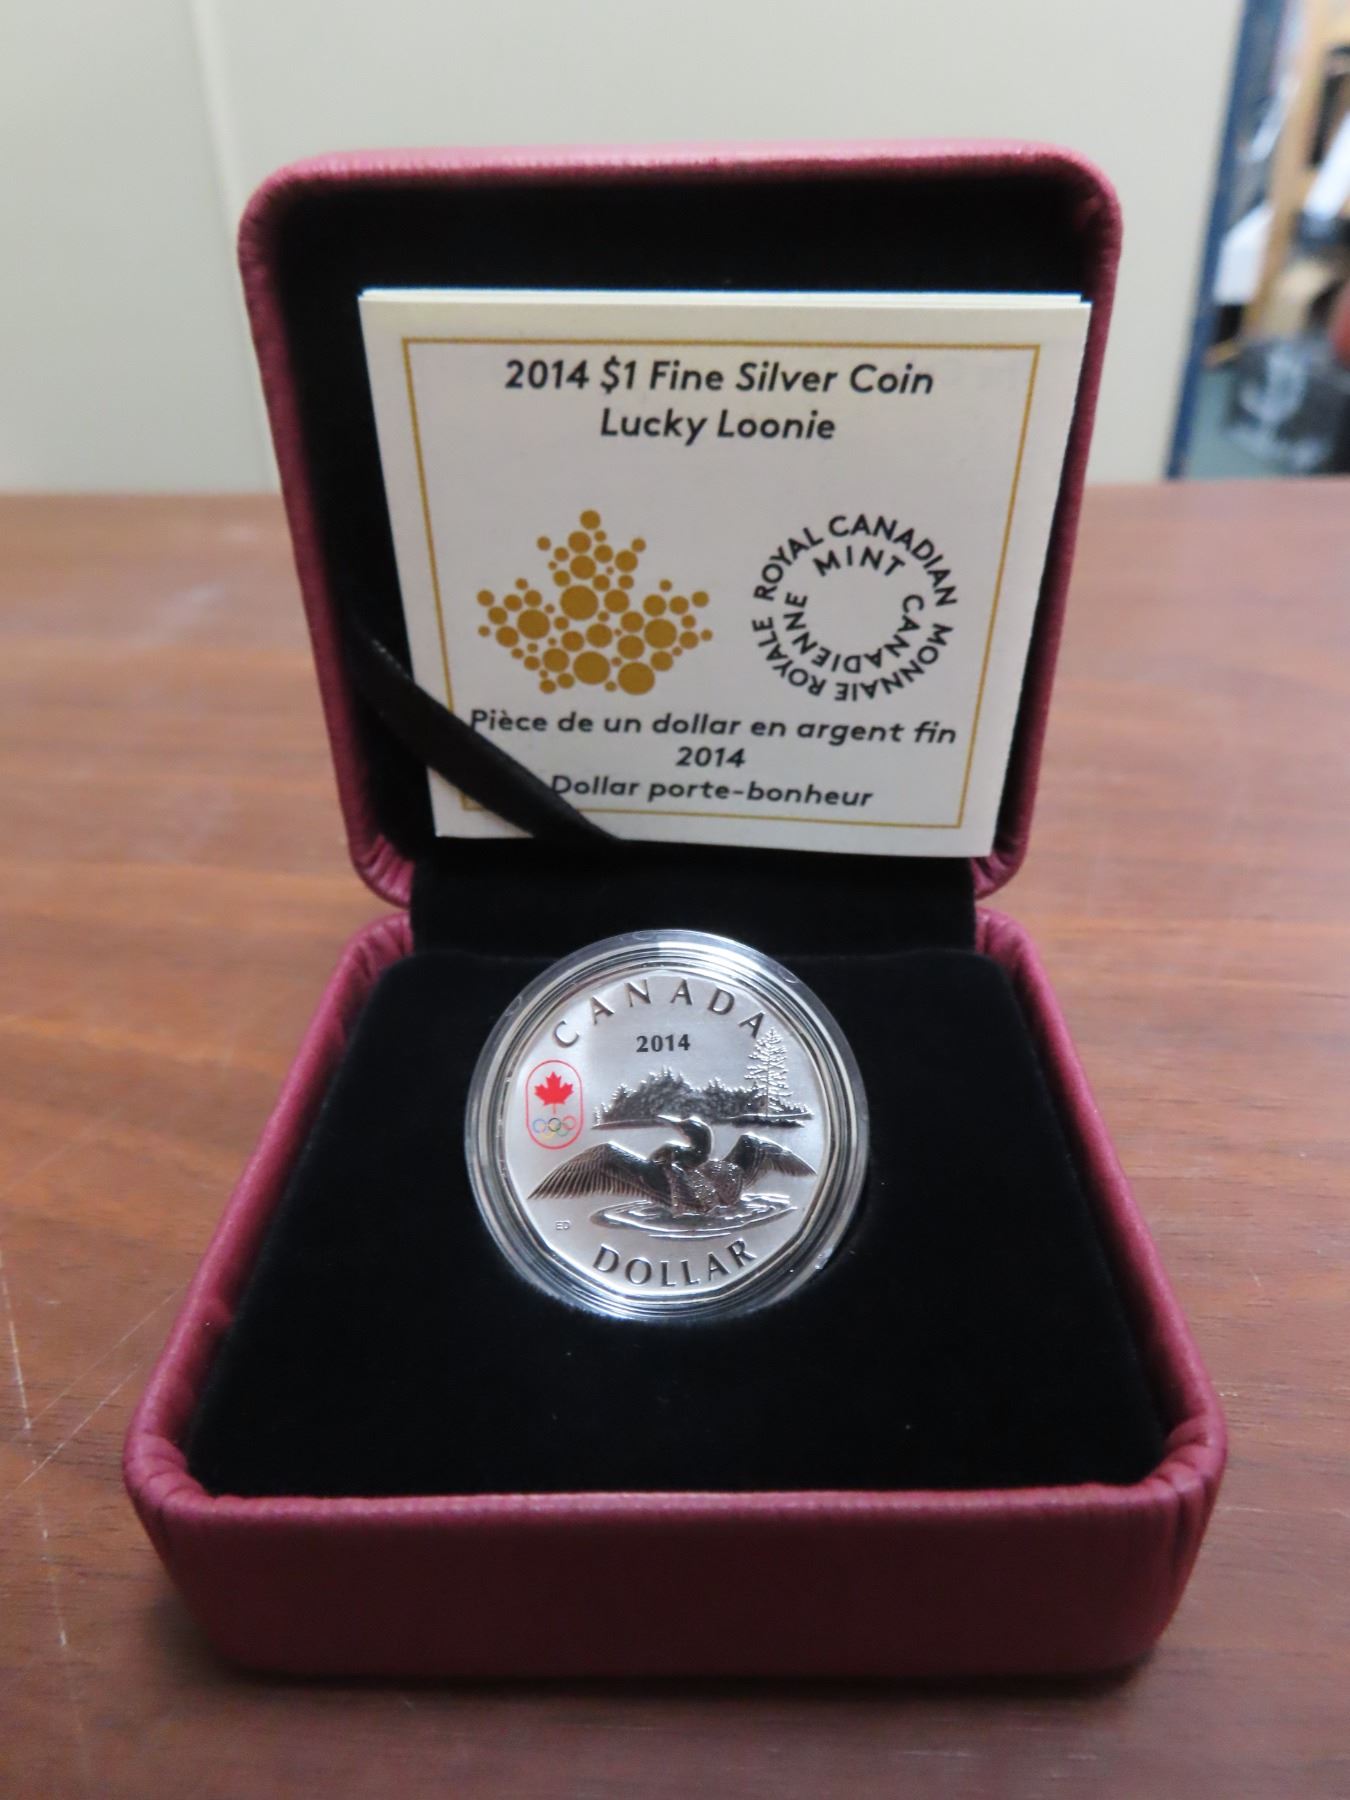 2014 $1 Fine Silver Coin
Lucky Loonie
ROYAL CANADIAN
MINT
MONNAIE ROYALE
CANADIENNE
Pièce de un dollar en argent fin
2014
Dollar porte-bonheur
CANADA
2014
ED
DOLLAR